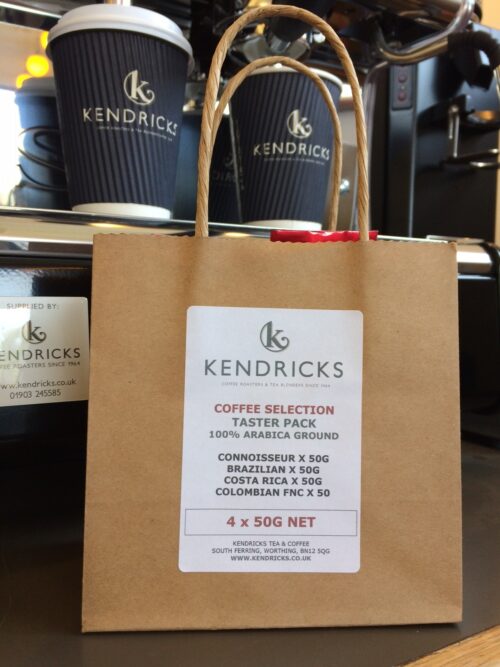 KENDRICKS
KENDRICKS
SUPPLIED BY:
ENDRICKS
FEE ROASTERS SINCE 1964
www.kendricks.co.uk
01903 245585
k
KENDRICKS
COFFEE ROASTERS & TEA BLENDERS SINCE 1964
COFFEE SELECTION
TASTER PACK
100% ARABICA GROUND
CONNOISSEUR X 50G
BRAZILIAN X 50G
COSTA RICA X 50G
COLOMBIAN FNC X 50
4 x 50G NET
KENDRICKS TEA & COFFEE
SOUTH FERRING, WORTHING, BN12 5QG
WWW.KENDRICKS.CO.UK